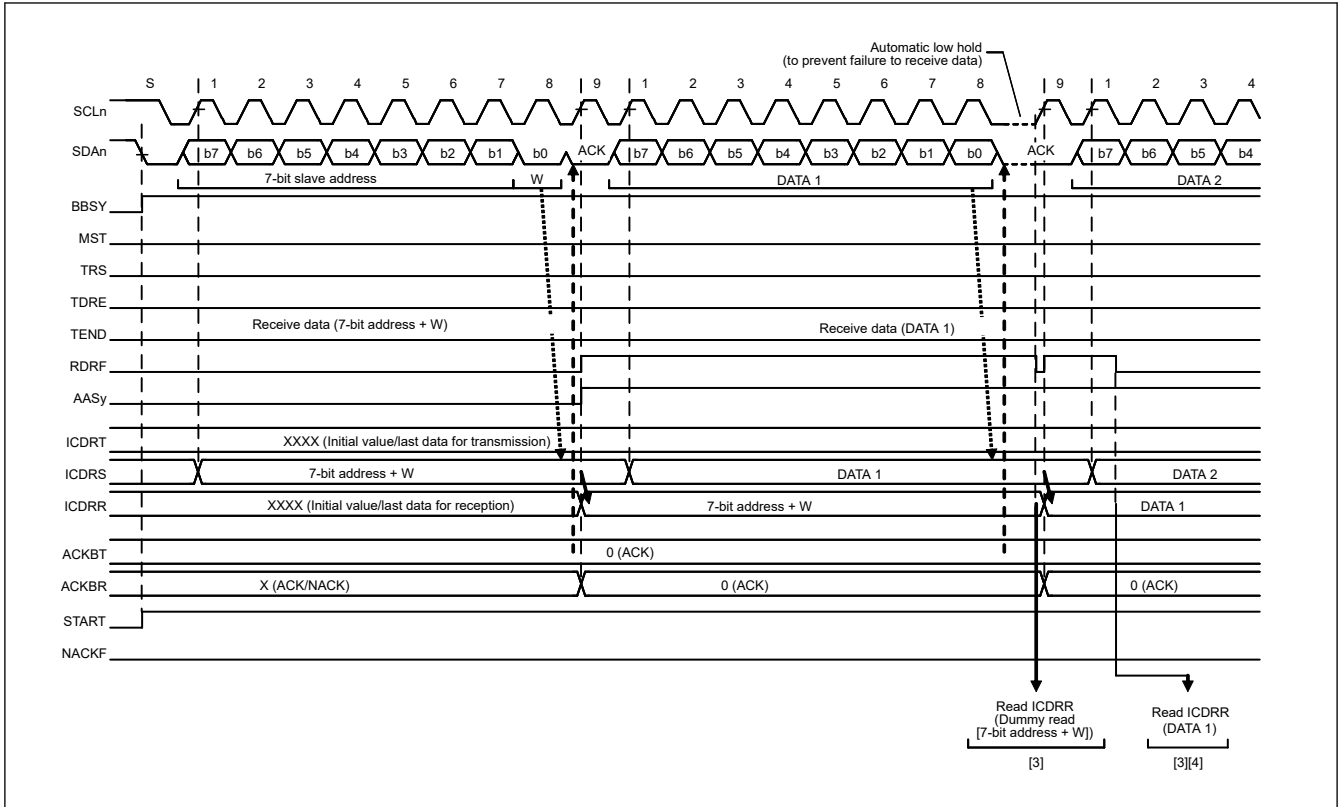 Automatic low hold
(to prevent failure to receive data)
S 1 2 3 4 5 6 7 8 9 1 2 3 4 5 6 7 8 9 1 2 3 4
SCLn
SDAn b7 b6 b5 b4 b3 b2 b1 b0 ACK b7 b6 b5 b4 b3 b2 b1 b0 ACK b7 b6 b5 b4
7-bit slave address W DATA 1 DATA 2
BBSY
MST
TRS
TDRE
Receive data (7-bit address + W) Receive data (DATA 1)
TEND
RDRF
AASy
ICDRT XXXX (Initial value/last data for transmission)
ICDRS 7-bit address + W DATA 1 DATA 2
ICDRR XXXX (Initial value/last data for reception) 7-bit address + W DATA 1
ACKBT 0 (ACK)
ACKBR X (ACK/NACK) 0 (ACK) 0 (ACK)
START
NACKF
Read ICDRR
(Dummy read
[7-bit address + W])
[3]
Read ICDRR
(DATA 1)
[3][4]